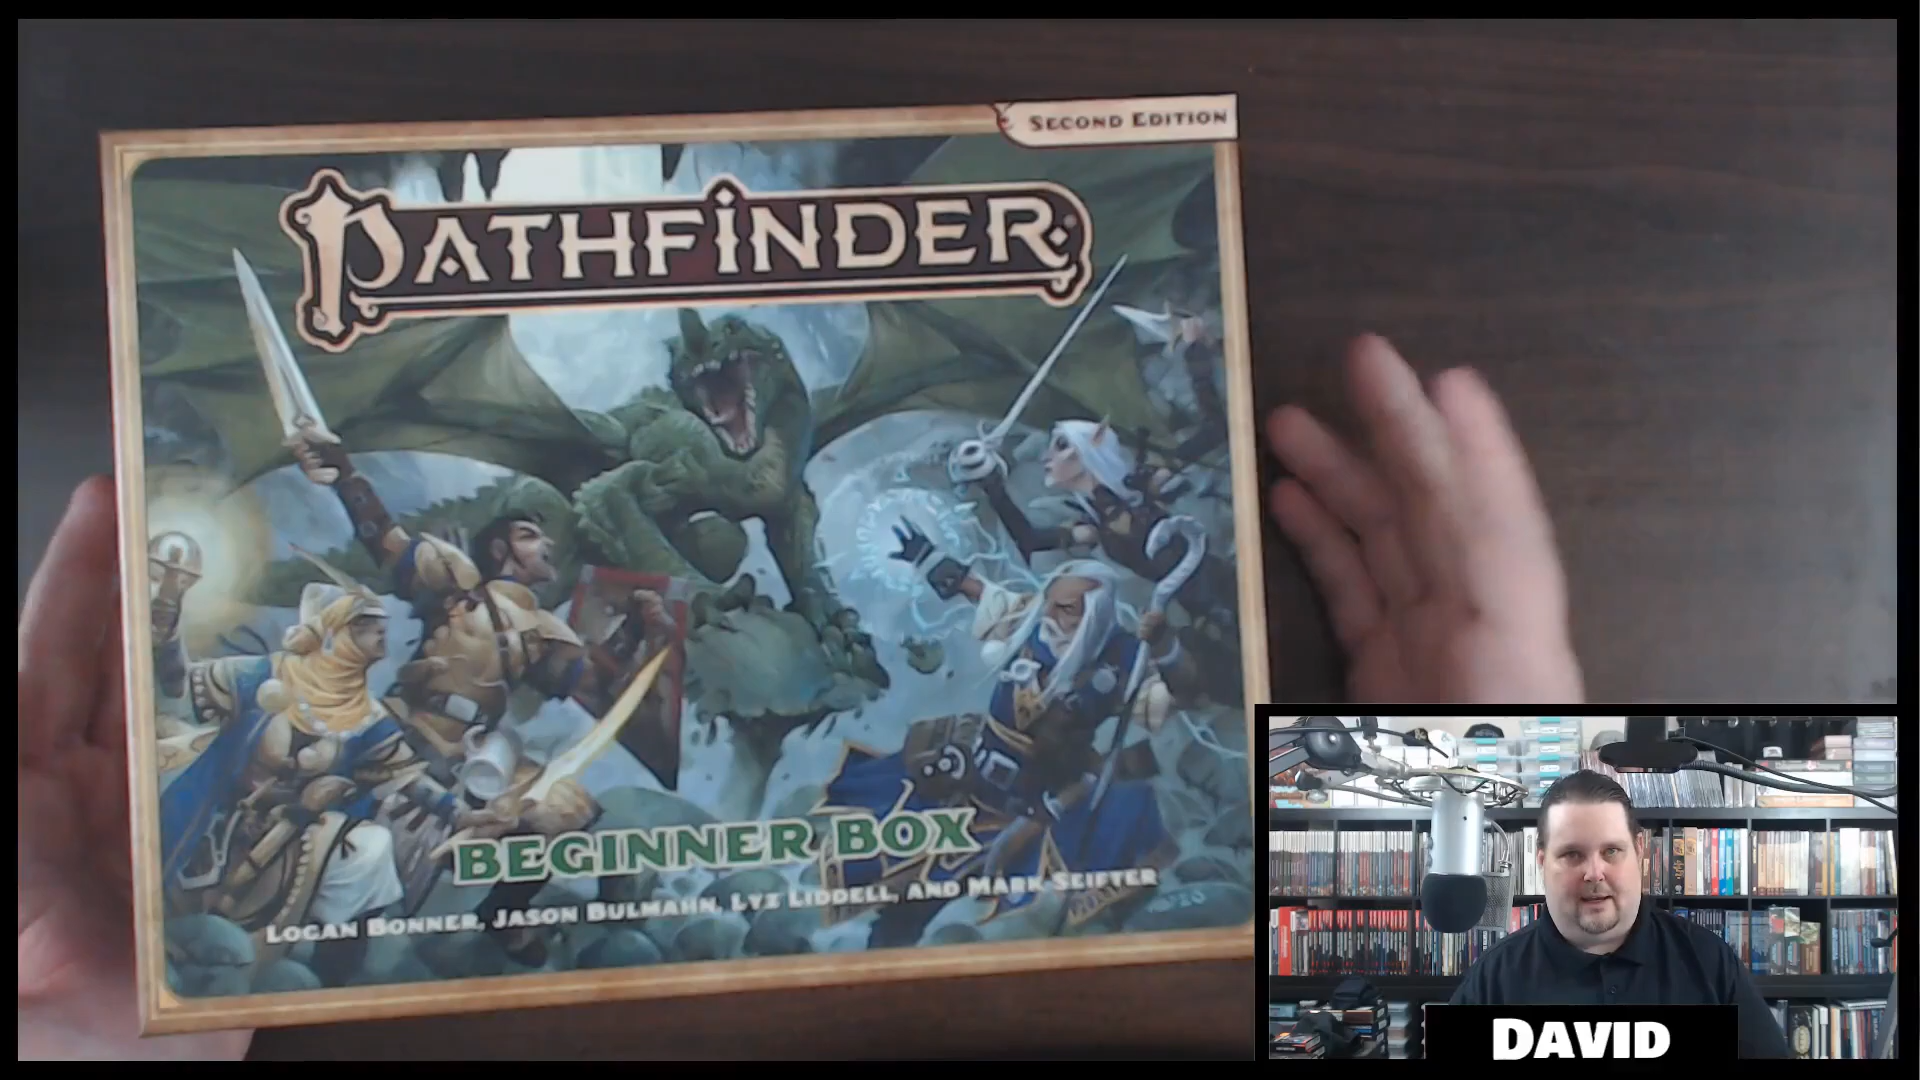 SECOND EDITION
PATHFINDER
BEGINNER BOX
LOGAN BONNER, JASON BULMAHN, LYZ LIDDELL, AND MARK SEIFTER
DAVID